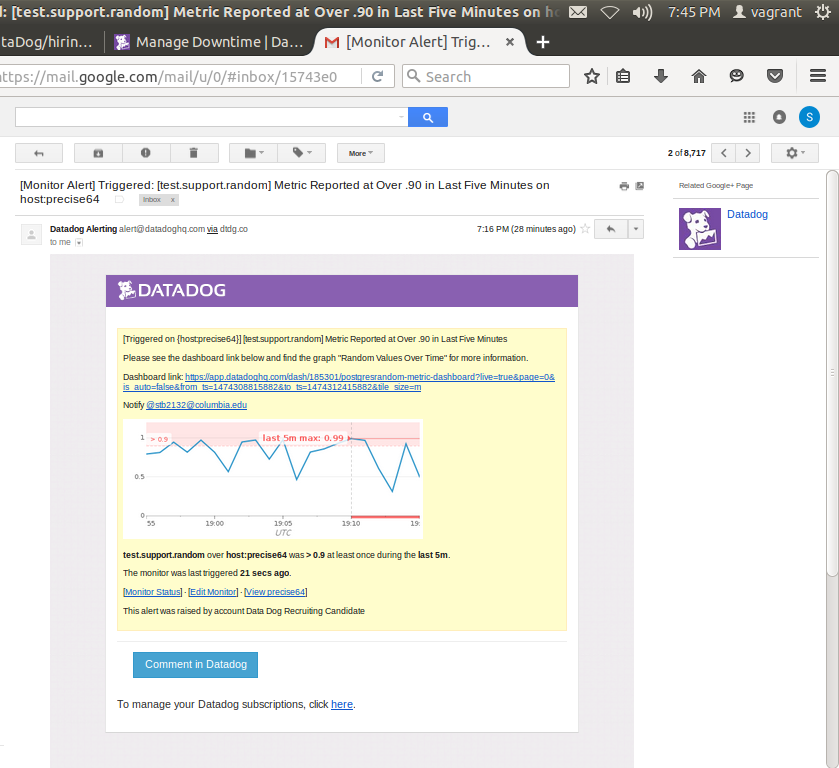 d: [test.support.random] Metric Reported at Over .90 in Last Five Minutes on ho
7:45 PM vagrant
taDog/hirin... Manage Downtime | Da... [Monitor Alert] Trig... × +
https://mail.google.com/mail/u/0/#inbox/15743e0 Search
S
More 2 of 8,717
[Monitor Alert] Triggered: [test.support.random] Metric Reported at Over .90 in Last Five Minutes on
host:precise64 Inbox x
Related Google+ Page
Datadog
Datadog Alerting alert@datadoghq.com via dtdg.co 7:16 PM (28 minutes ago)
to me
DATADOG
[Triggered on {host:precise64}] [test.support.random] Metric Reported at Over .90 in Last Five Minutes
Please see the dashboard link below and find the graph "Random Values Over Time" for more information.
Dashboard link: https://app.datadoghq.com/dash/185301/postgresrandom-metric-dashboard?live=true&page=0&
is_auto=false&from_ts=1474308815882&to_ts=1474312415882&tile_size=m
Notify @stb2132@columbia.edu
1 > 0.9 last 5m max: 0.99
0.5
0
55 19:00 19:05 19:10 19:
UTC
test.support.random over host:precise64 was > 0.9 at least once during the last 5m.
The monitor was last triggered 21 secs ago.
[Monitor Status] · [Edit Monitor] · [View precise64]
This alert was raised by account Data Dog Recruiting Candidate
Comment in Datadog
To manage your Datadog subscriptions, click here.